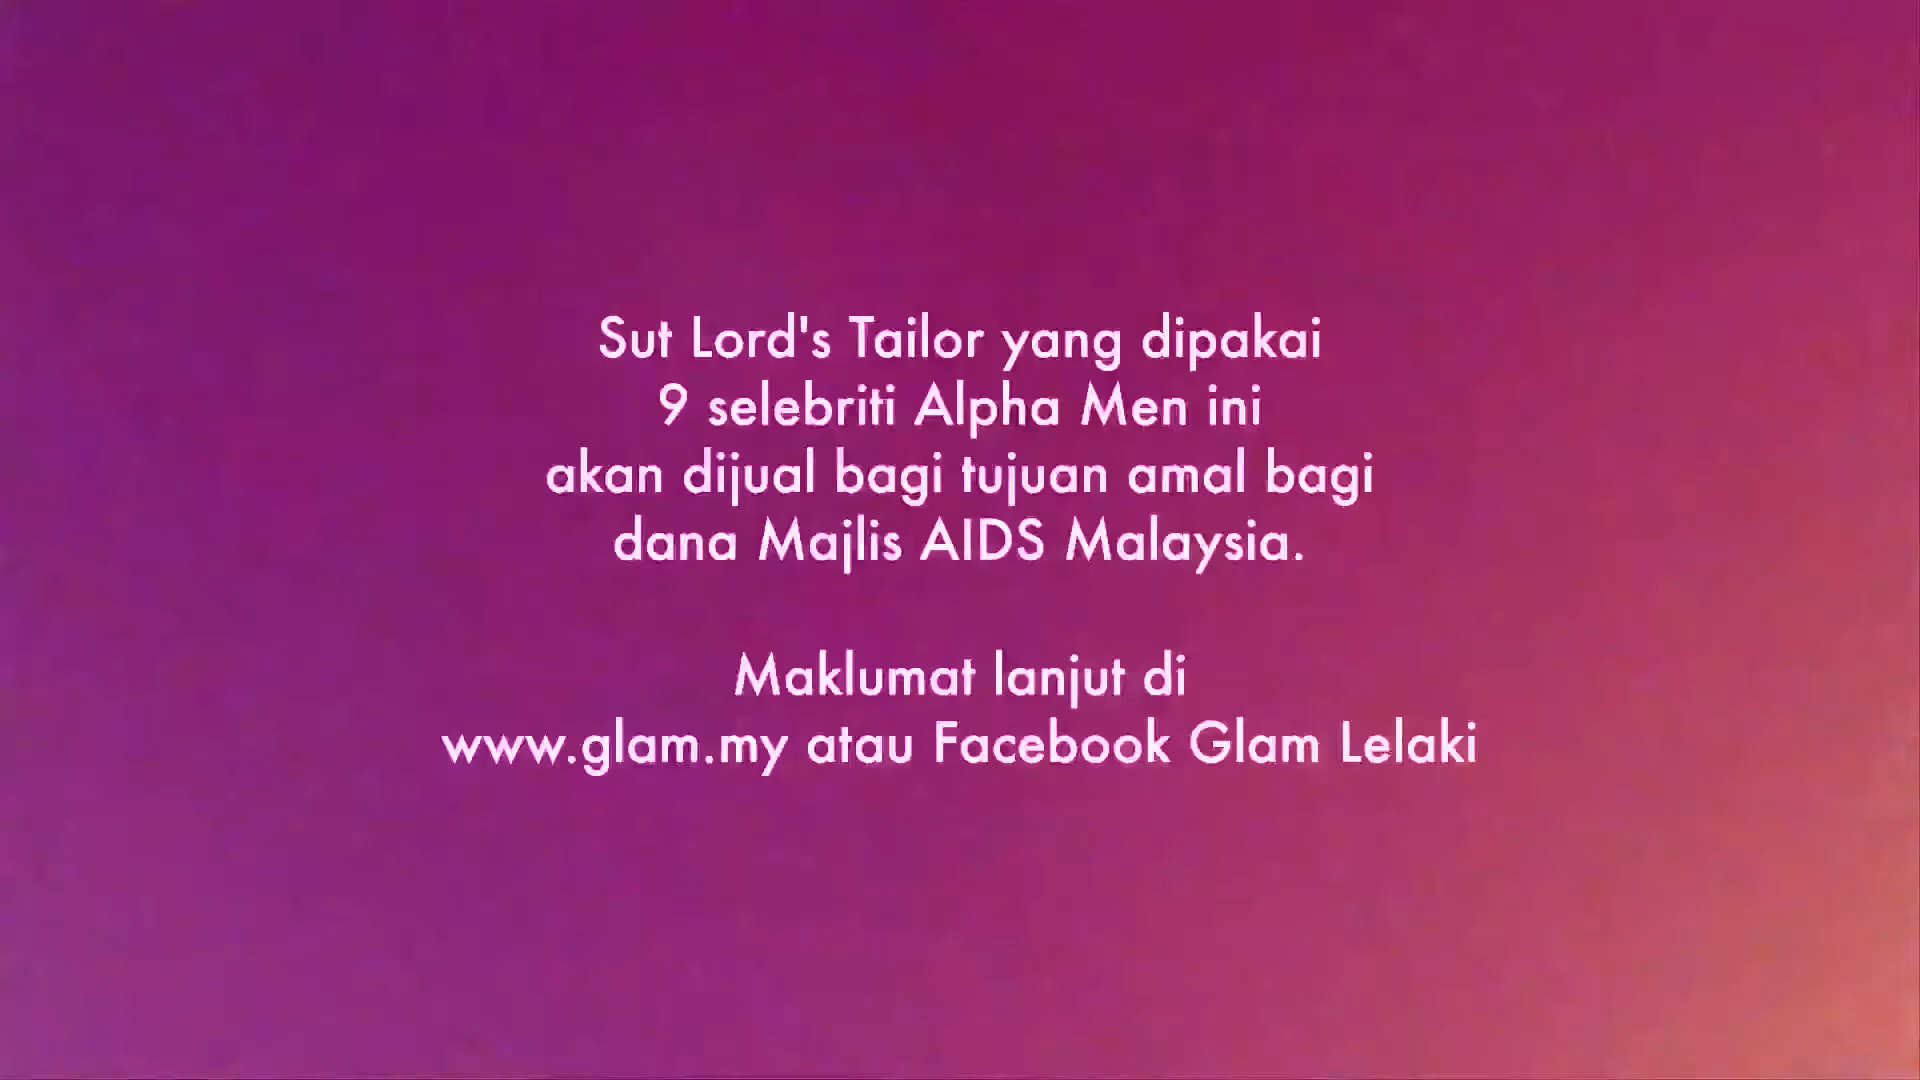 Sut Lord's Tailor yang dipakai
9 selebriti Alpha Men ini
akan dijual bagi tujuan amal bagi
dana Majlis AIDS Malaysia.
Maklumat lanjut di
www.glam.my atau Facebook Glam Lelaki